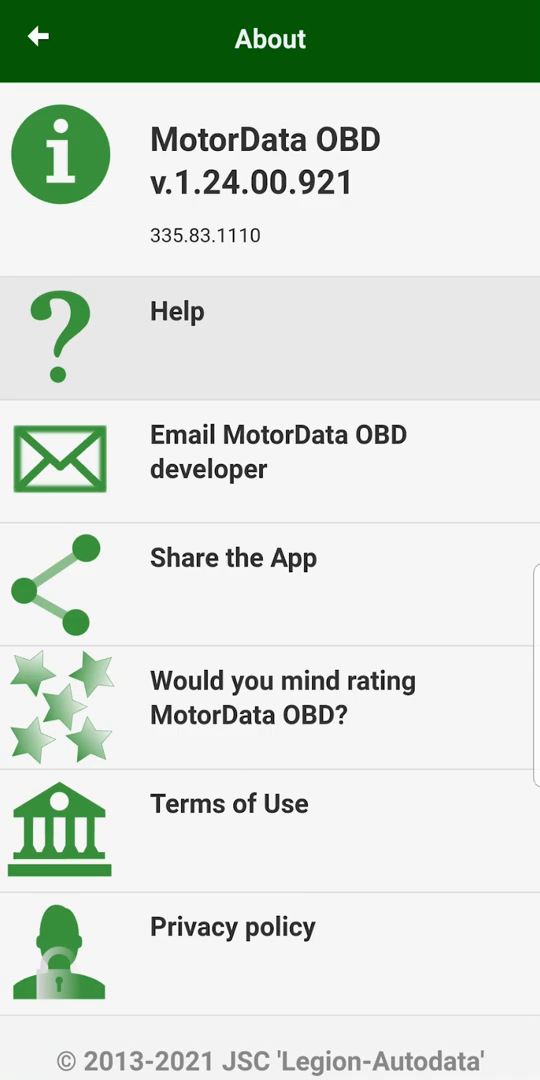 About
MotorData OBD
v.1.24.00.921
335.83.1110
Help
Email MotorData OBD
developer
Share the App
Would you mind rating
MotorData OBD?
Terms of Use
Privacy policy
© 2013-2021 JSC 'Legion-Autodata'